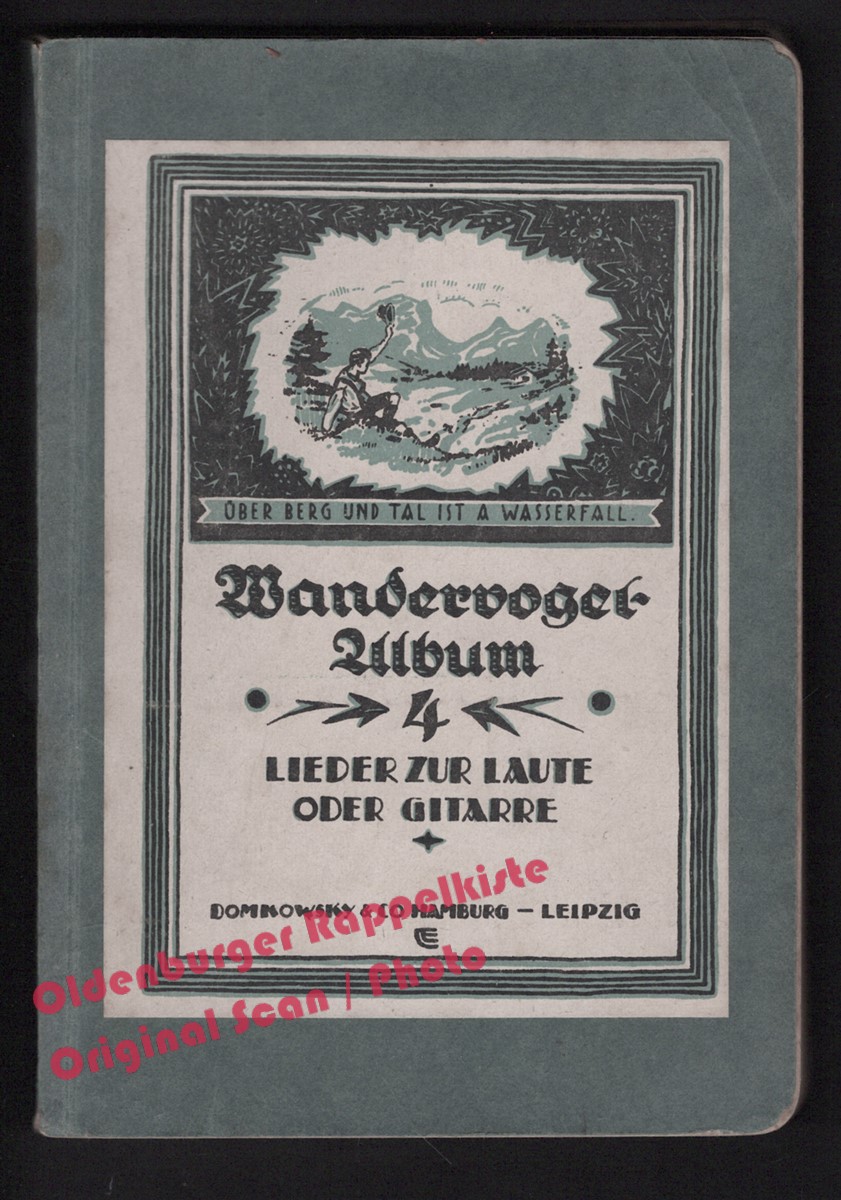 ÜBER BERG UND TAL IST A WASSERFALL.
Wandervogel-
Album
4
LIEDER ZUR LAUTE
ODER GITARRE
DOMKOWSKY & CO HAMBURG – LEIPZIG
Oldenburger Rappelkiste
Original Scan / Photo